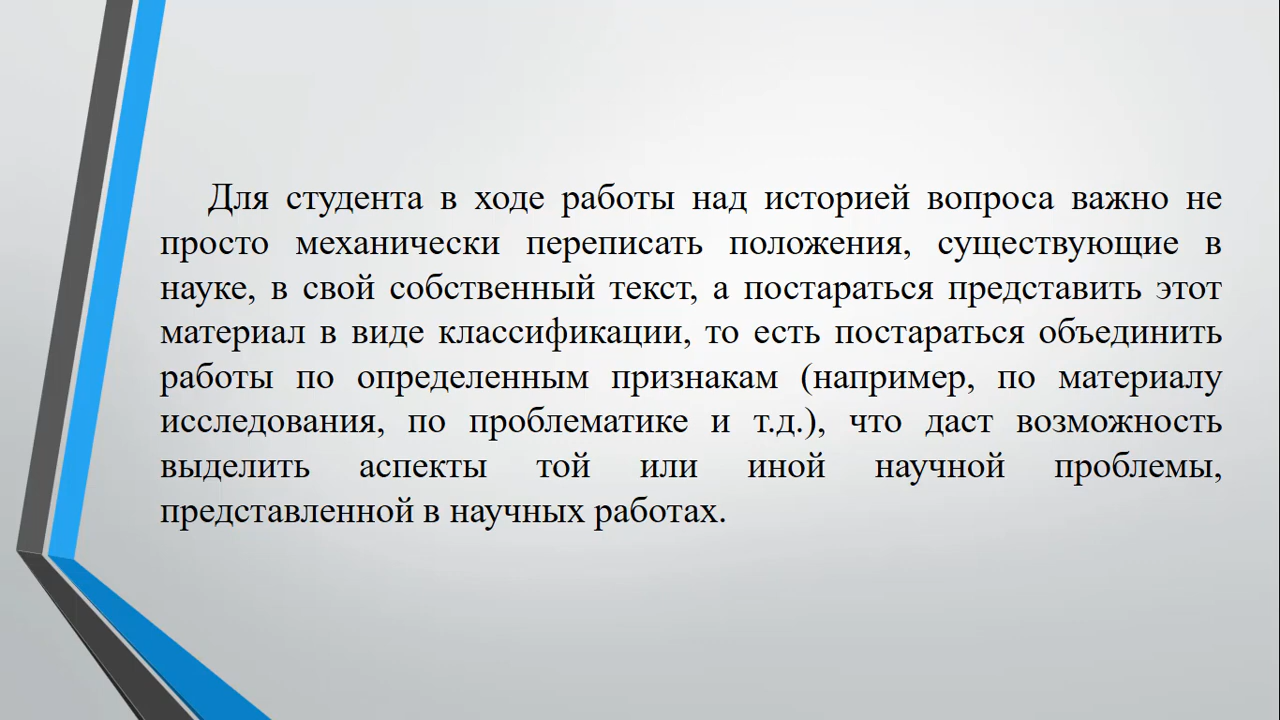 Для студента в ходе работы над историей вопроса важно не
просто механически переписать положения, существующие в
науке, в свой собственный текст, а постараться представить этот
материал в виде классификации, то есть постараться объединить
работы по определенным признакам (например, по материалу
исследования, по проблематике и т.д.), что даст возможность
выделить аспекты той или иной научной проблемы,
представленной в научных работах.